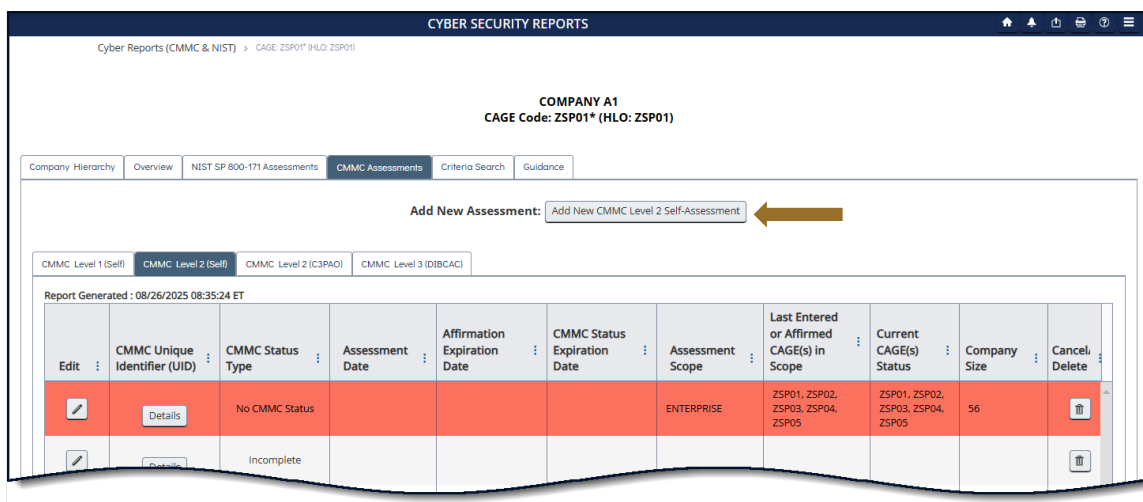 CYBER SECURITY REPORTS
Cyber Reports (CMMC & NIST) > CAGE: ZSP01* (HLO: ZSP01)
COMPANY A1
CAGE Code: ZSP01* (HLO: ZSP01)
Company Hierarchy
Overview
NIST SP 800-171 Assessments
CMMC Assessments
Criteria Search
Guidance
Add New Assessment: Add New CMMC Level 2 Self-Assessment
CMMC Level 1 (Self)
CMMC Level 2 (Self)
CMMC Level 2 (C3PAO)
CMMC Level 3 (DIBCAC)
Report Generated : 08/26/2025 08:35:24 ET
Edit
CMMC Unique
Identifier (UID)
CMMC Status
Type
Assessment
Date
Affirmation
Expiration
Date
CMMC Status
Expiration
Date
Assessment
Scope
Last Entered
or Affirmed
CAGE(s) in
Scope
Current
CAGE(s)
Status
Company
Size
Cancel/
Delete
Details
No CMMC Status
ENTERPRISE
ZSP01, ZSP02,
ZSP03, ZSP04,
ZSP05
ZSP01, ZSP02,
ZSP03, ZSP04,
ZSP05
56
Details
Incomplete